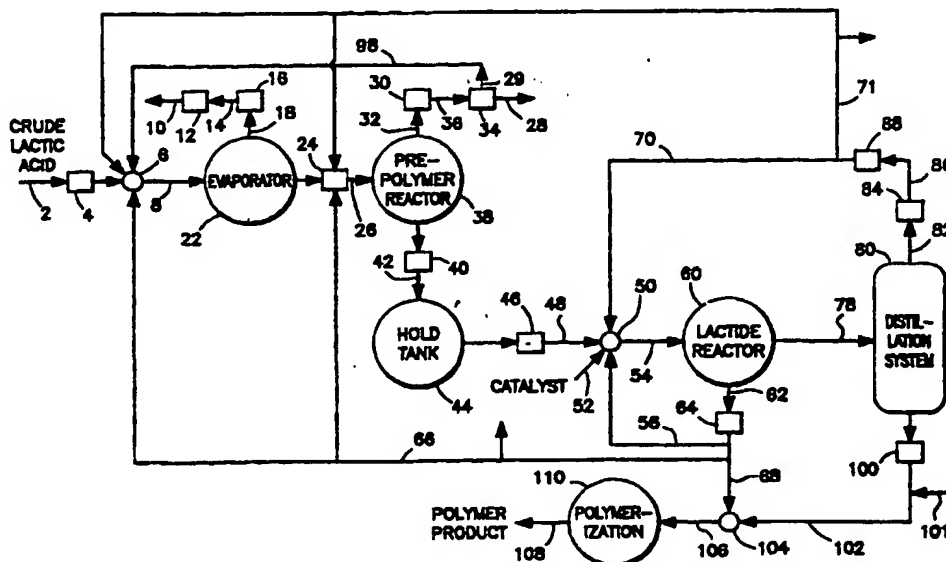 98
30
29
16
71
10
12
14
18
32
36
34
28
88
CRUDE
LACTIC
ACID
6
24
PRE-
POLYMER
REACTOR
70
86
84
EVAPORATOR
82
2
4
8
22
26
38
80
42
40
60
46
48
50
78
HOLD
TANK
LACTIDE
REACTOR
DISTIL-
LATION
SYSTEM
44
CATALYST
52
54
62
64
56
66
100
110
68
POLYMER
PRODUCT
POLYMER-
IZATION
101
108
106
104
102